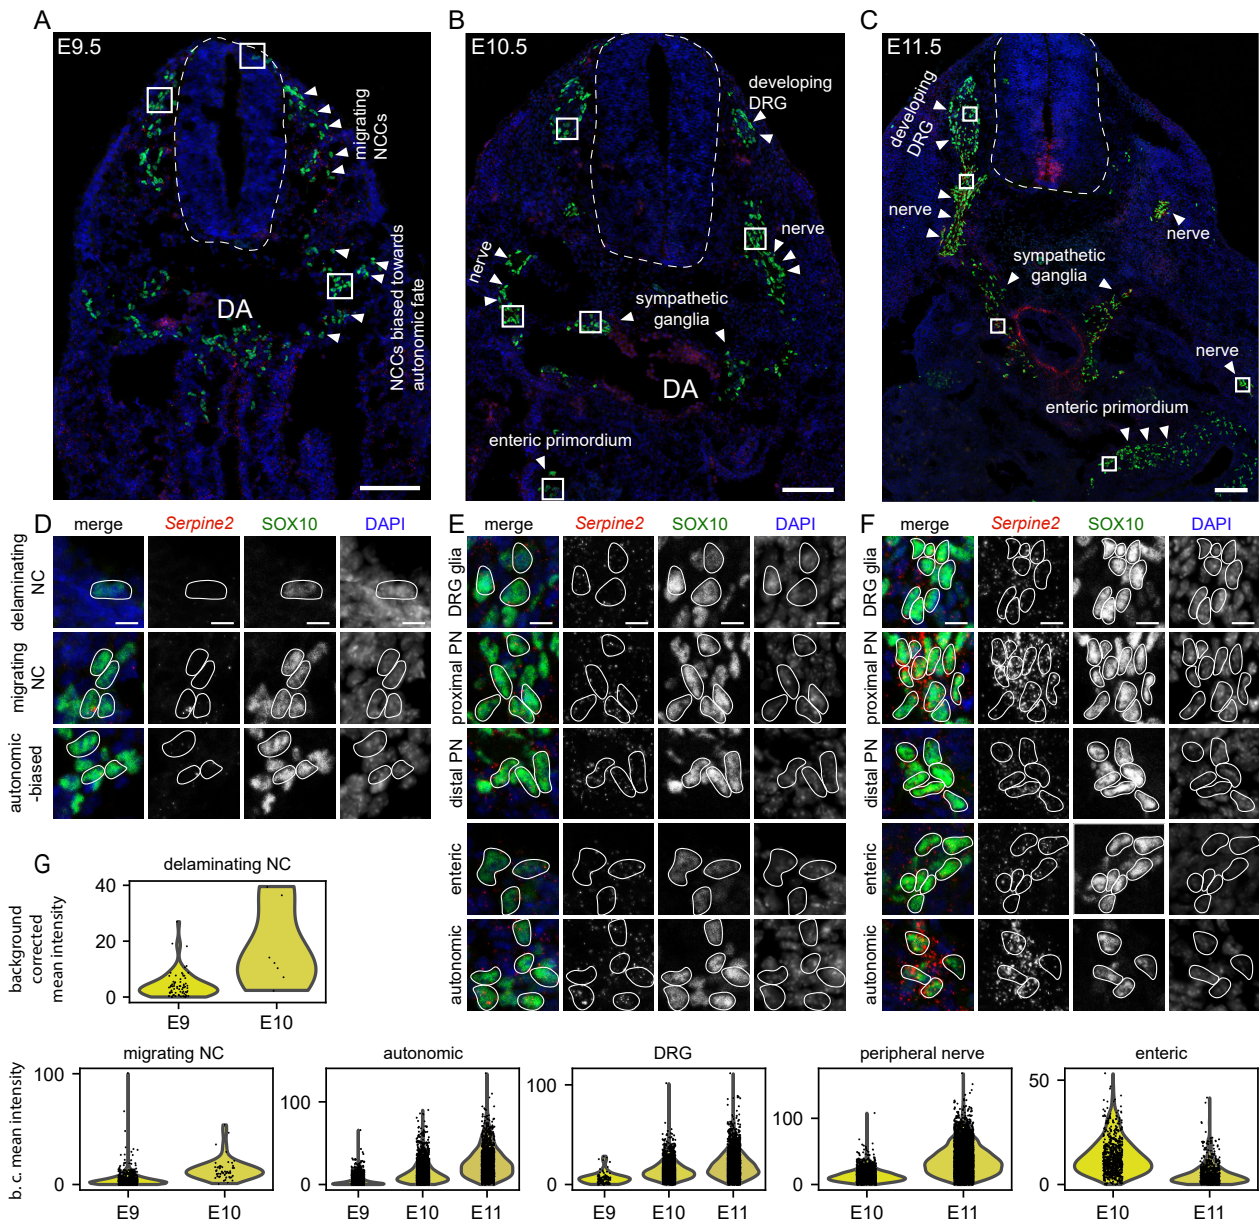 A
E9.5
migrating
NCCs
NCCs biased towards
autonomic fate
DA
B
E10.5
developing
DRG
nerve
nerve
sympathetic
ganglia
DA
enteric primordium
C
E11.5
developing
DRG
nerve
nerve
sympathetic
ganglia
nerve
enteric primordium
D
merge
Serpine2
SOX10
DAPI
delaminating
NC
migrating
NC
autonomic
-biased
E
merge
Serpine2
SOX10
DAPI
DRG glia
proximal PN
distal PN
enteric
autonomic
F
merge
Serpine2
SOX10
DAPI
DRG glia
proximal PN
distal PN
enteric
autonomic
G
delaminating NC
background
corrected
mean intensity
40
20
0
E9
E10
b. c. mean intensity
migrating NC
100
0
E9
E10
autonomic
100
0
E9
E10
E11
DRG
100
0
E9
E10
E11
peripheral nerve
100
0
E10
E11
enteric
50
0
E10
E11